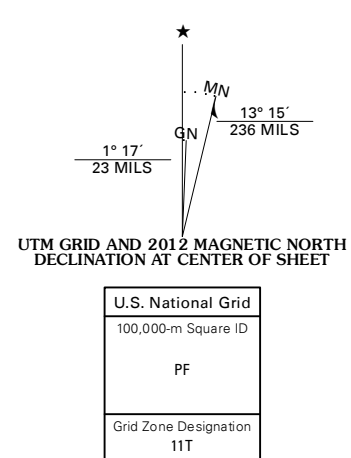 MN
GN
13° 15´
236 MILS
1° 17´
23 MILS
UTM GRID AND 2012 MAGNETIC NORTH
DECLINATION AT CENTER OF SHEET
U.S. National Grid
100,000-m Square ID
PF
Grid Zone Designation
11T